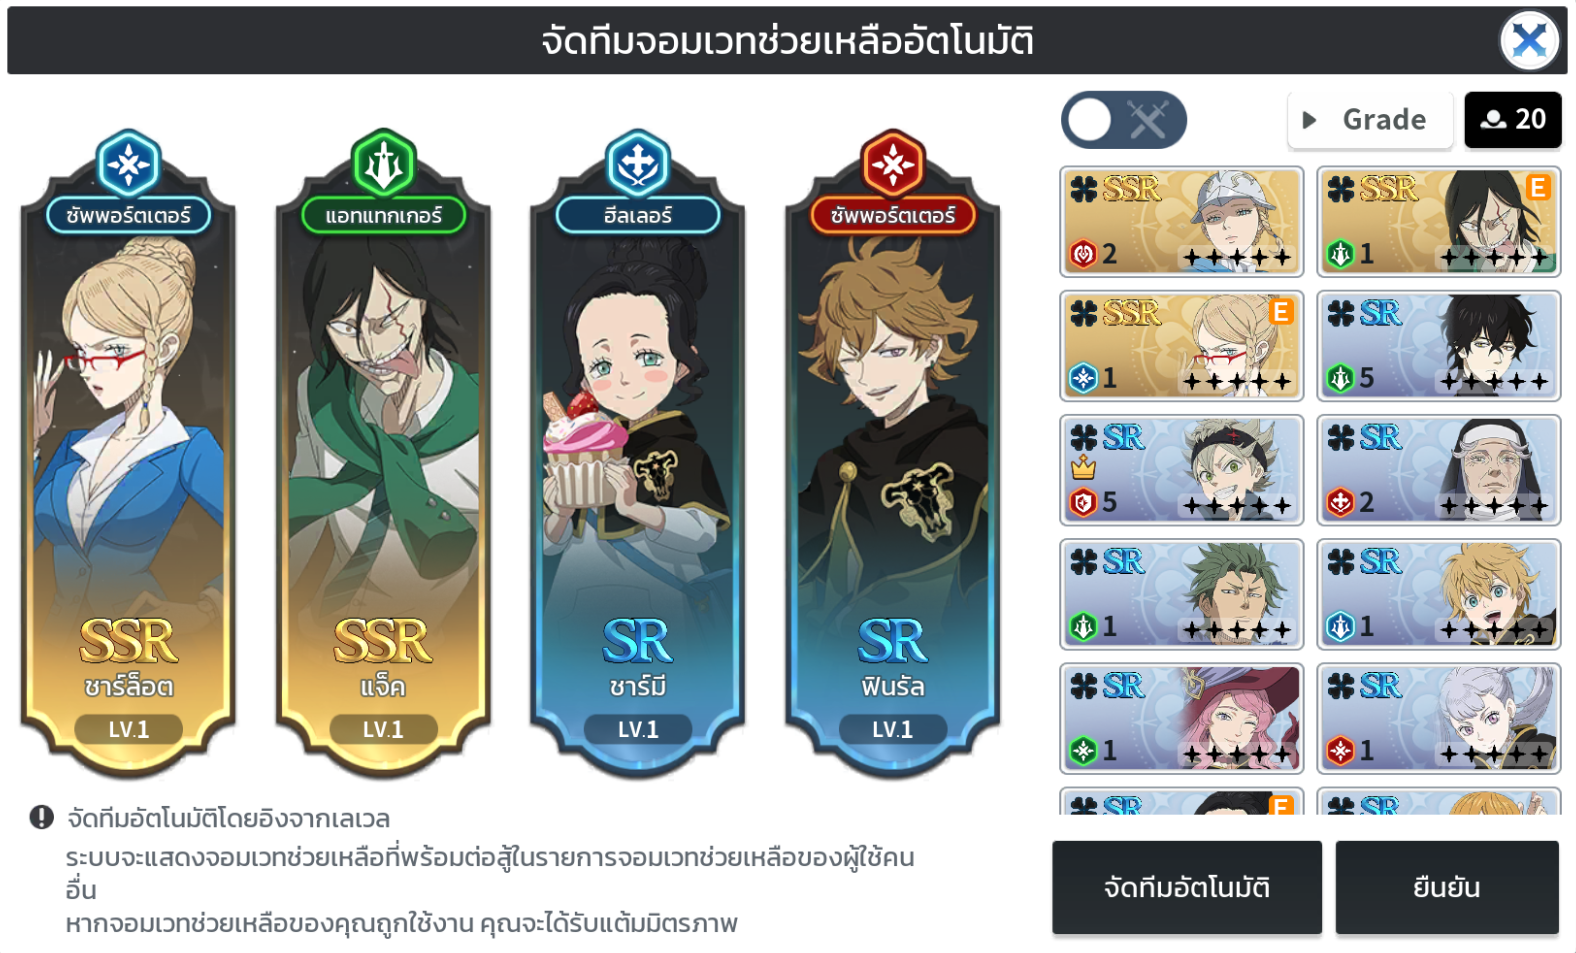 จัดทีมจอมเวทช่วยเหลืออัตโนมัติ
Grade
20
ซัพพอร์ตเตอร์
แอทแทกเกอร์
ฮีลเลอร์
ซัพพอร์ตเตอร์
SSR
SSR
SR
SR
ชาร์ล็อต
แจ็ค
ชาร์มี
ฟินรัล
LV.1
LV.1
LV.1
LV.1
SSR
2
SSR
E
1
SSR
E
1
SR
5
SR
5
SR
2
SR
1
SR
1
SR
1
SR
1
SR
E
SR
จัดทีมอัตโนมัติโดยอิงจากเลเวล
ระบบจะแสดงจอมเวทช่วยเหลือที่พร้อมต่อสู้ในรายการจอมเวทช่วยเหลือของผู้ใช้คน
อื่น
หากจอมเวทช่วยเหลือของคุณถูกใช้งาน คุณจะได้รับแต้มมิตรภาพ
จัดทีมอัตโนมัติ
ยืนยัน